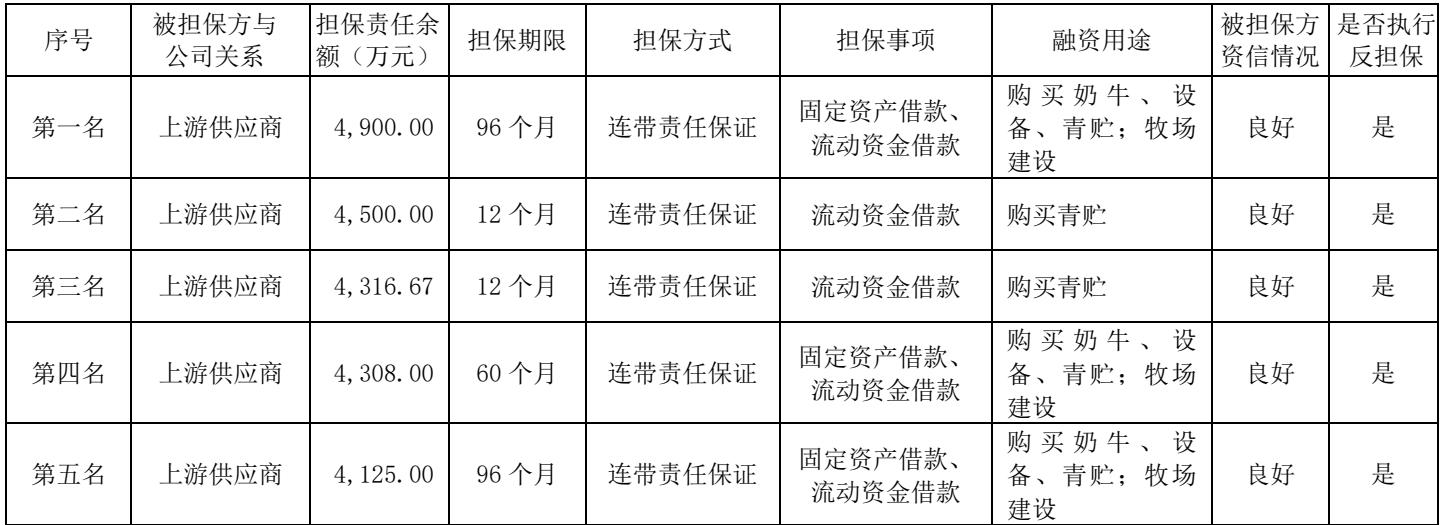 序号 被担保方与公司关系 担保责任余额（万元） 担保期限 担保方式 担保事项 融资用途 被担保方资信情况 是否执行反担保
第一名 上游供应商 4,900.00 96 个月 连带责任保证 固定资产借款、流动资金借款 购买奶牛、设备、青贮；牧场建设 良好 是
第二名 上游供应商 4,500.00 12 个月 连带责任保证 流动资金借款 购买青贮 良好 是
第三名 上游供应商 4,316.67 12 个月 连带责任保证 流动资金借款 购买青贮 良好 是
第四名 上游供应商 4,308.00 60 个月 连带责任保证 固定资产借款、流动资金借款 购买奶牛、设备、青贮；牧场建设 良好 是
第五名 上游供应商 4,125.00 96 个月 连带责任保证 固定资产借款、流动资金借款 购买奶牛、设备、青贮；牧场建设 良好 是